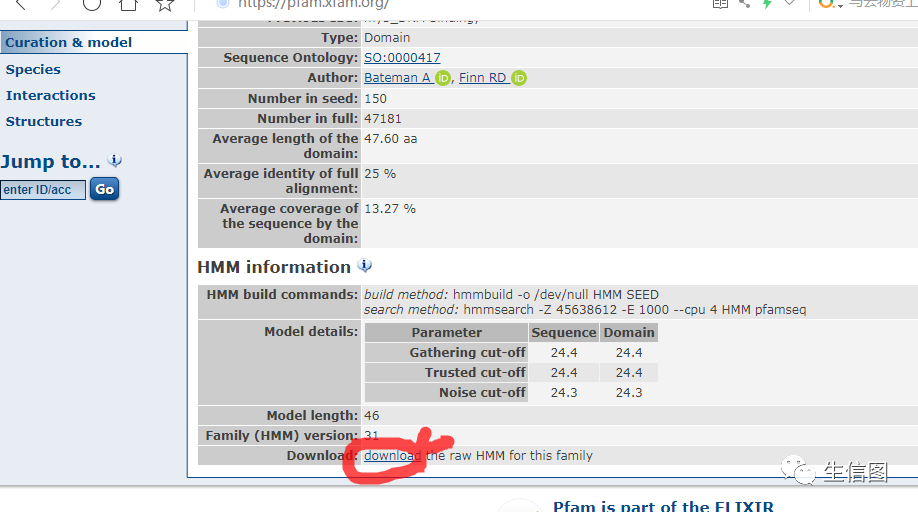 https://pfam.xfam.org/
Curation & model
Species
Interactions
Structures
Jump to... i
enter ID/acc Go
Type: Domain
Sequence Ontology: SO:0000417
Author: Bateman A iD, Finn RD iD
Number in seed: 150
Number in full: 47181
Average length of the domain: 47.60 aa
Average identity of full alignment: 25 %
Average coverage of the sequence by the domain: 13.27 %
HMM information i
HMM build commands: build method: hmmbuild -o /dev/null HMM SEED
search method: hmmsearch -Z 45638612 -E 1000 --cpu 4 HMM pfamseq
Model details: Parameter Sequence Domain
Gathering cut-off 24.4 24.4
Trusted cut-off 24.4 24.4
Noise cut-off 24.3 24.3
Model length: 46
Family (HMM) version: 31
Download: download the raw HMM for this family
生信图
Pfam is part of the ELIXIR